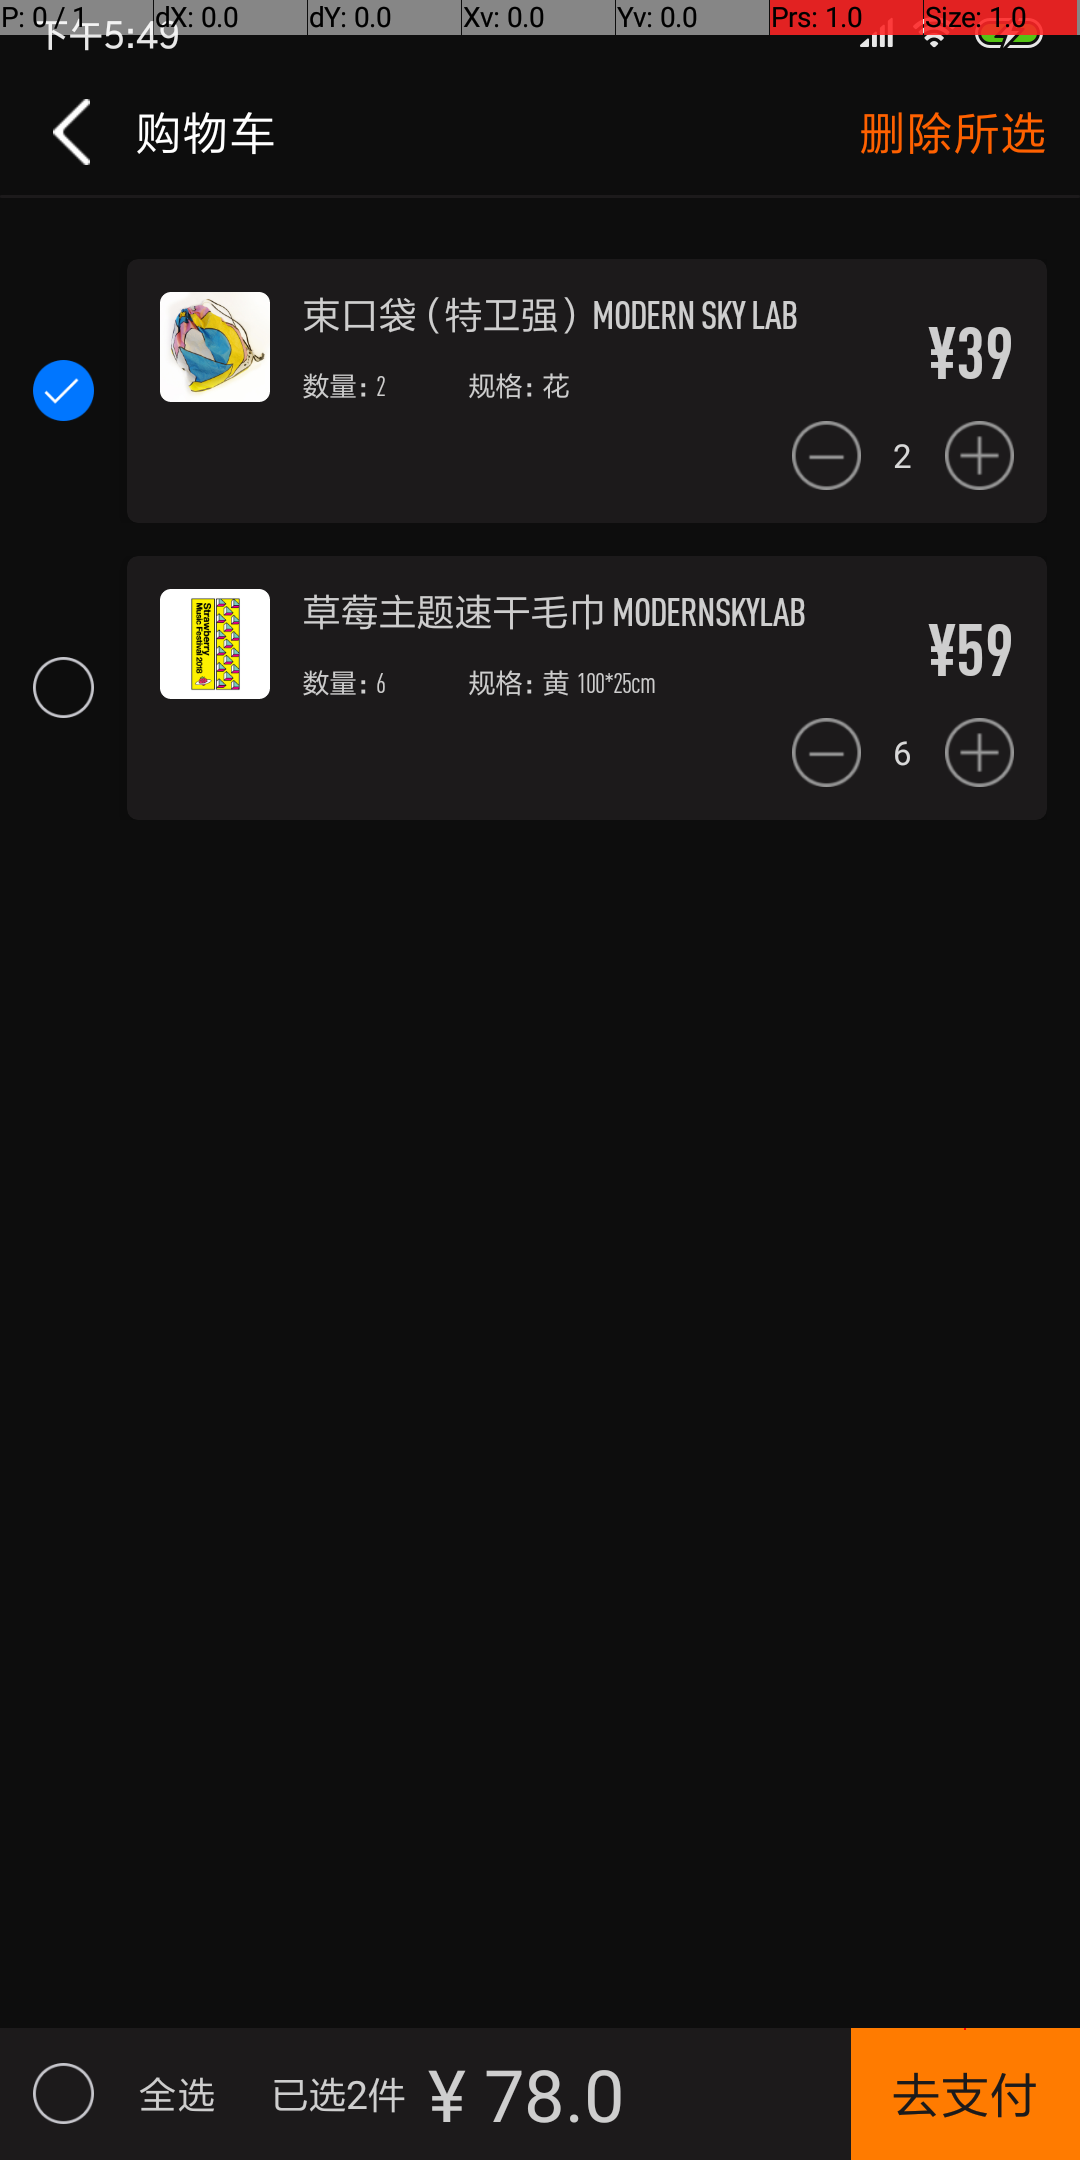 P: 0 / 1 dX: 0.0 dY: 0.0 Xv: 0.0 Yv: 0.0 Prs: 1.0 Size: 1.0
下午5:49
购物车 删除所选
束口袋（特卫强）MODERN SKY LAB
¥39
数量: 2 规格: 花
2
Strawberry
Music Festival 2018
草莓主题速干毛巾 MODERNSKYLAB
¥59
数量: 6 规格: 黄 100*25cm
6
全选 已选2件 ¥ 78.0 去支付